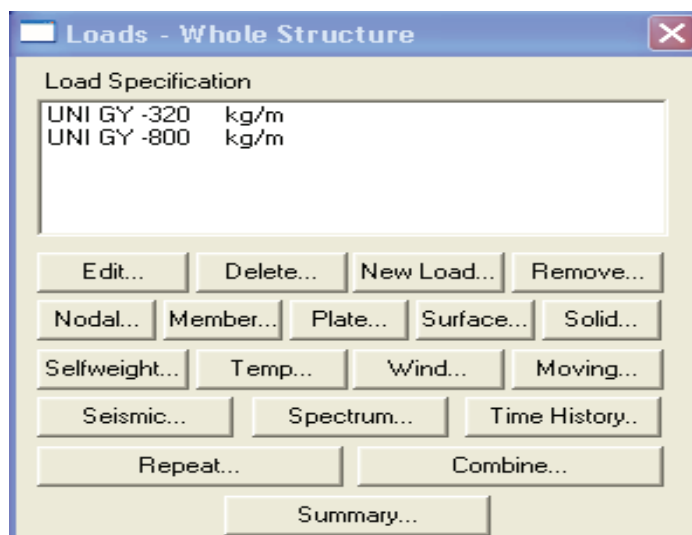 Loads - Whole Structure
Load Specification
UNI GY -320 kg/m
UNI GY -800 kg/m
Edit... Delete... New Load... Remove...
Nodal... Member... Plate... Surface... Solid...
Selfweight... Temp... Wind... Moving...
Seismic... Spectrum... Time History..
Repeat... Combine...
Summary...